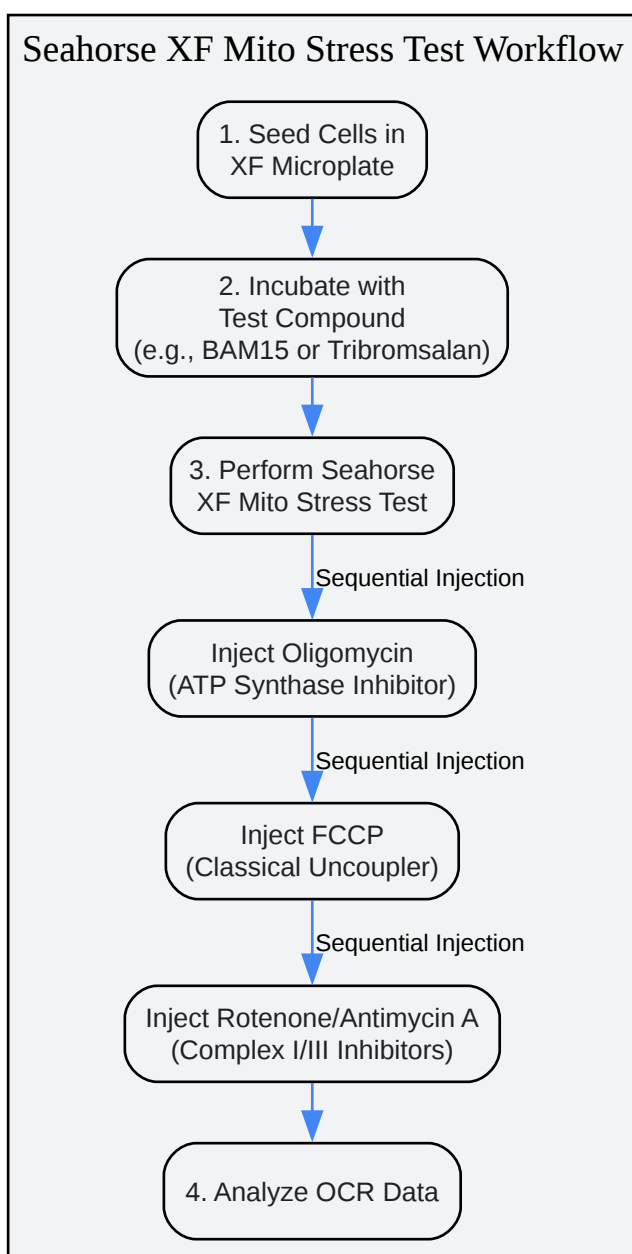 Seahorse XF Mito Stress Test Workflow
1. Seed Cells in
XF Microplate
2. Incubate with
Test Compound
(e.g., BAM15 or Tribromsalan)
3. Perform Seahorse
XF Mito Stress Test
Sequential Injection
Inject Oligomycin
(ATP Synthase Inhibitor)
Sequential Injection
Inject FCCP
(Classical Uncoupler)
Sequential Injection
Inject Rotenone/Antimycin A
(Complex I/III Inhibitors)
4. Analyze OCR Data